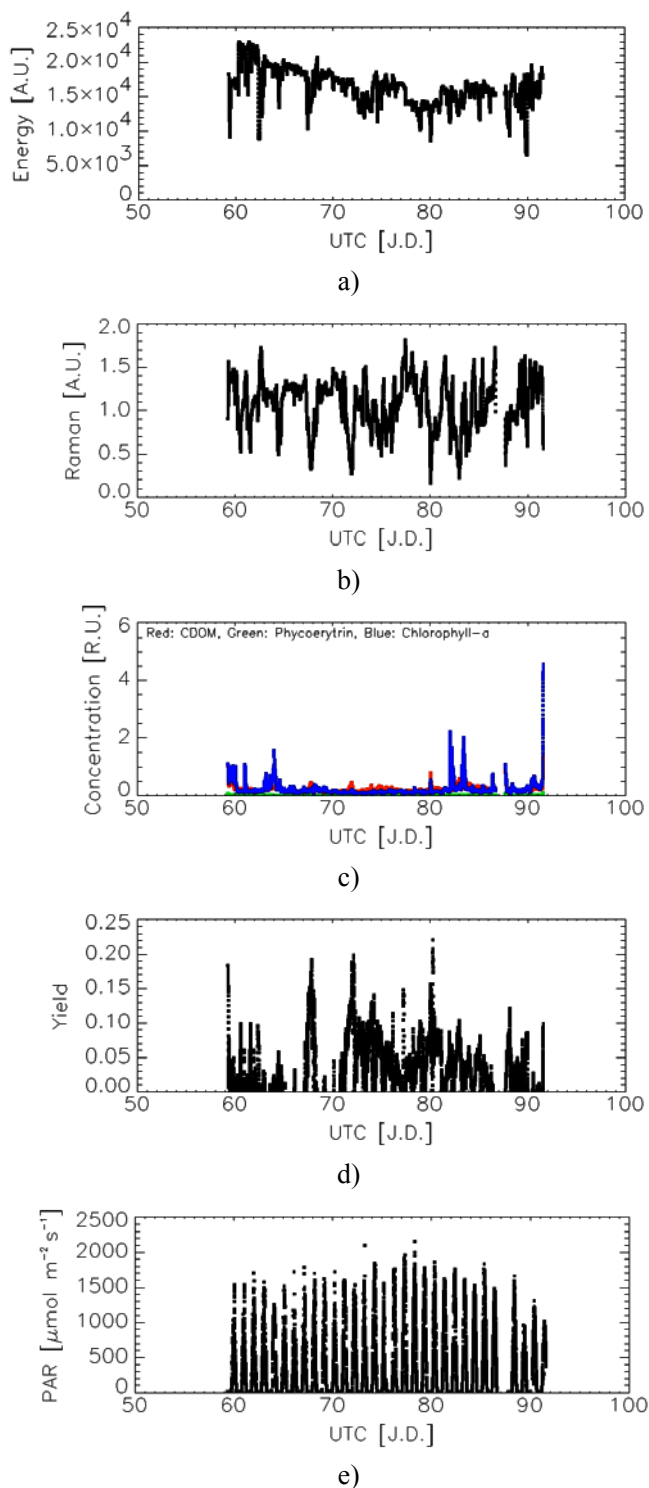 2.5×10⁴
2.0×10⁴
1.5×10⁴
1.0×10⁴
5.0×10³
0
Energy [A.U.]
50 60 70 80 90 100
UTC [J.D.]
a)
2.0
1.5
1.0
0.5
0.0
Raman [A.U.]
50 60 70 80 90 100
UTC [J.D.]
b)
6
4
2
0
Concentration [R.U.]
Red: CDOM, Green: Phycoerytrin, Blue: Chlorophyll-a
50 60 70 80 90 100
UTC [J.D.]
c)
0.25
0.20
0.15
0.10
0.05
0.00
Yield
50 60 70 80 90 100
UTC [J.D.]
d)
2500
2000
1500
1000
500
0
PAR [μmol m⁻² s⁻¹]
50 60 70 80 90 100
UTC [J.D.]
e)